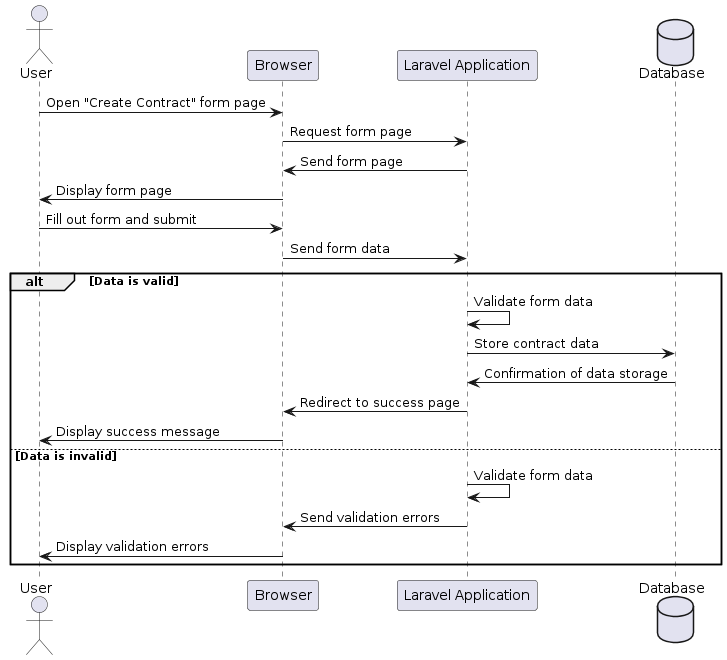 User
Browser
Laravel Application
Database
Open "Create Contract" form page
Request form page
Send form page
Display form page
Fill out form and submit
Send form data
alt [Data is valid]
Validate form data
Store contract data
Confirmation of data storage
Redirect to success page
Display success message
[Data is invalid]
Validate form data
Send validation errors
Display validation errors
User
Browser
Laravel Application
Database